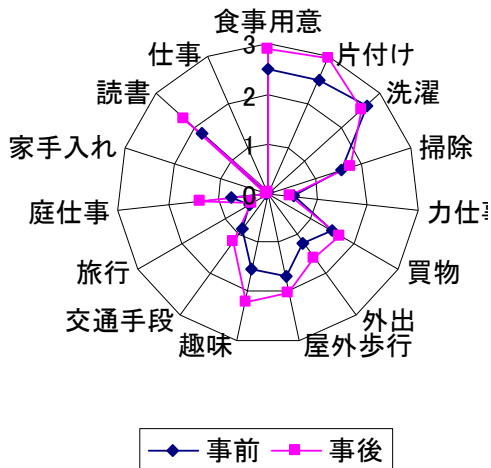 食事用意
片付け
洗濯
掃除
力仕事
買物
外出
屋外歩行
趣味
交通手段
旅行
庭仕事
家手入れ
読書
仕事
3
2
1
0
事前
事後